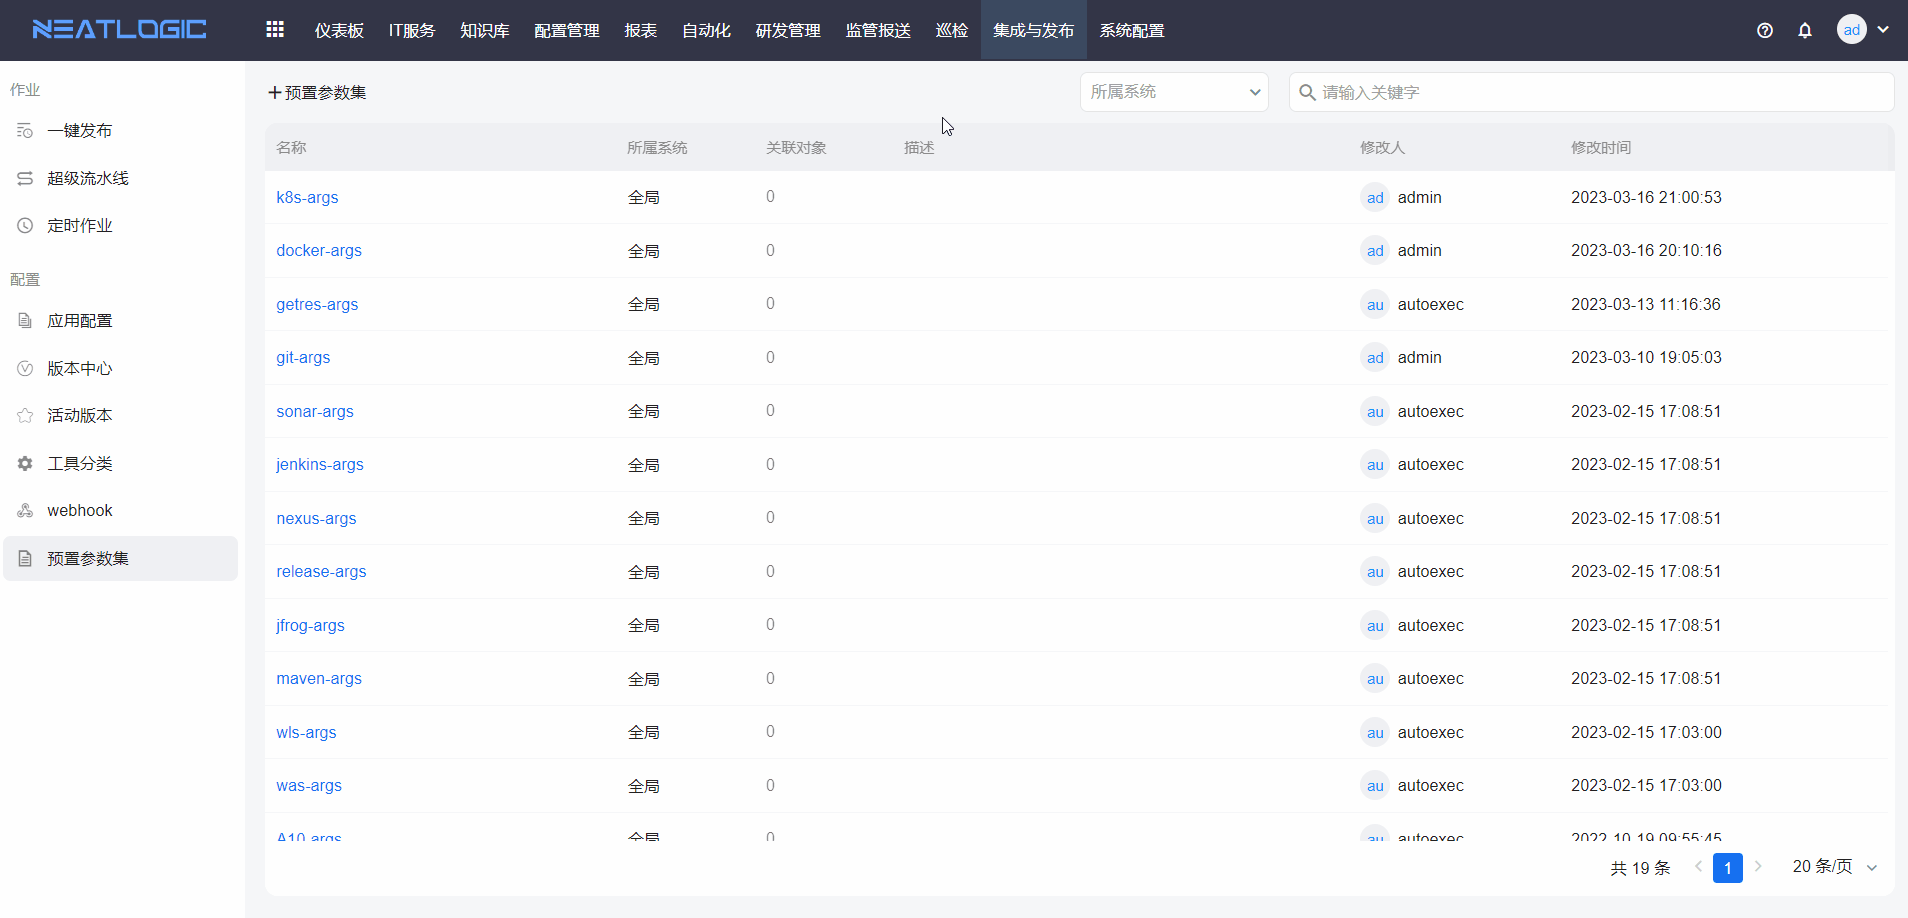 NEATLOGIC 仪表板 IT服务 知识库 配置管理 报表 自动化 研发管理 监管报送 巡检 集成与发布 系统配置 ad
作业
一键发布
超级流水线
定时作业
配置
应用配置
版本中心
活动版本
工具分类
webhook
预置参数集
预置参数集 所属系统 请输入关键字
名称 所属系统 关联对象 描述 修改人 修改时间
k8s-args 全局 0 ad admin 2023-03-16 21:00:53
docker-args 全局 0 ad admin 2023-03-16 20:10:16
getres-args 全局 0 au autoexec 2023-03-13 11:16:36
git-args 全局 0 ad admin 2023-03-10 19:05:03
sonar-args 全局 0 au autoexec 2023-02-15 17:08:51
jenkins-args 全局 0 au autoexec 2023-02-15 17:08:51
nexus-args 全局 0 au autoexec 2023-02-15 17:08:51
release-args 全局 0 au autoexec 2023-02-15 17:08:51
jfrog-args 全局 0 au autoexec 2023-02-15 17:08:51
maven-args 全局 0 au autoexec 2023-02-15 17:08:51
wls-args 全局 0 au autoexec 2023-02-15 17:03:00
was-args 全局 0 au autoexec 2023-02-15 17:03:00
A10-args 全局 0 au autoexec 2022-10-19 09:55:45
共 19 条 1 20 条/页